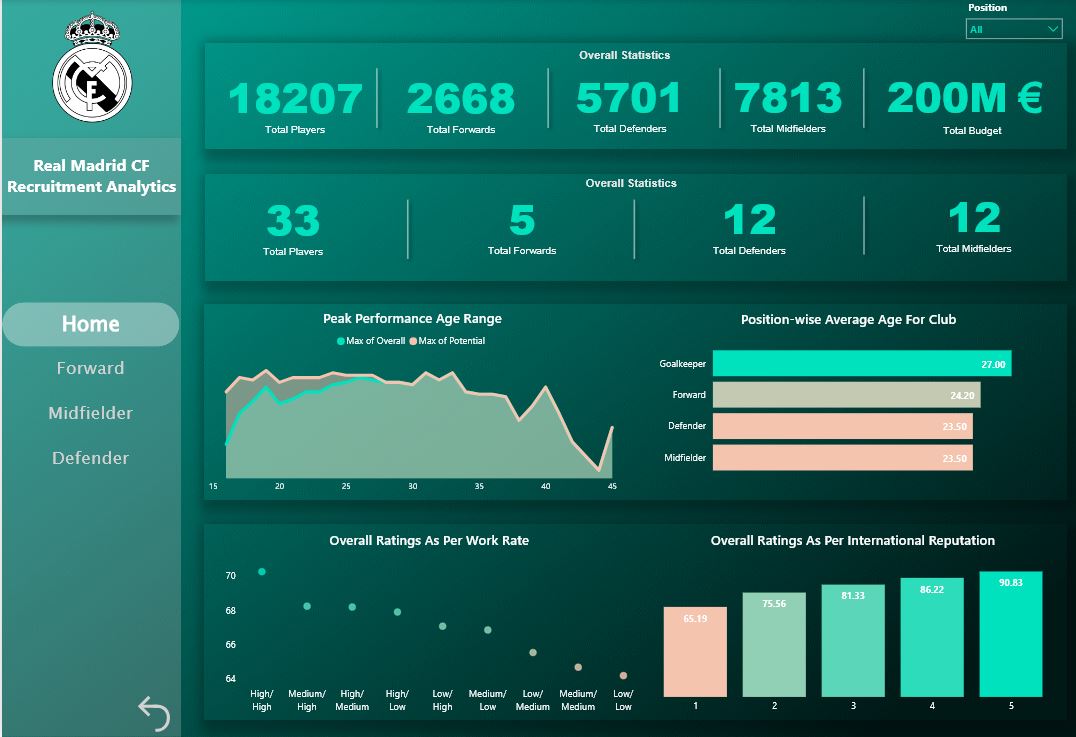 Position
All
Real Madrid CF
Recruitment Analytics
Home
Forward
Midfielder
Defender
Overall Statistics
18207
Total Players
2668
Total Forwards
5701
Total Defenders
7813
Total Midfielders
200M €
Total Budget
Overall Statistics
33
Total Players
5
Total Forwards
12
Total Defenders
12
Total Midfielders
Peak Performance Age Range
Max of Overall Max of Potential
15 20 25 30 35 40 45
Position-wise Average Age For Club
Goalkeeper 27.00
Forward 24.20
Defender 23.50
Midfielder 23.50
Overall Ratings As Per Work Rate
70
68
66
64
High/ Medium/ High/ High/ Low/ Medium/ Low/ Medium/ Low/
High High Medium Low High Low Medium Medium Low
Overall Ratings As Per International Reputation
65.19 75.56 81.33 86.22 90.83
1 2 3 4 5